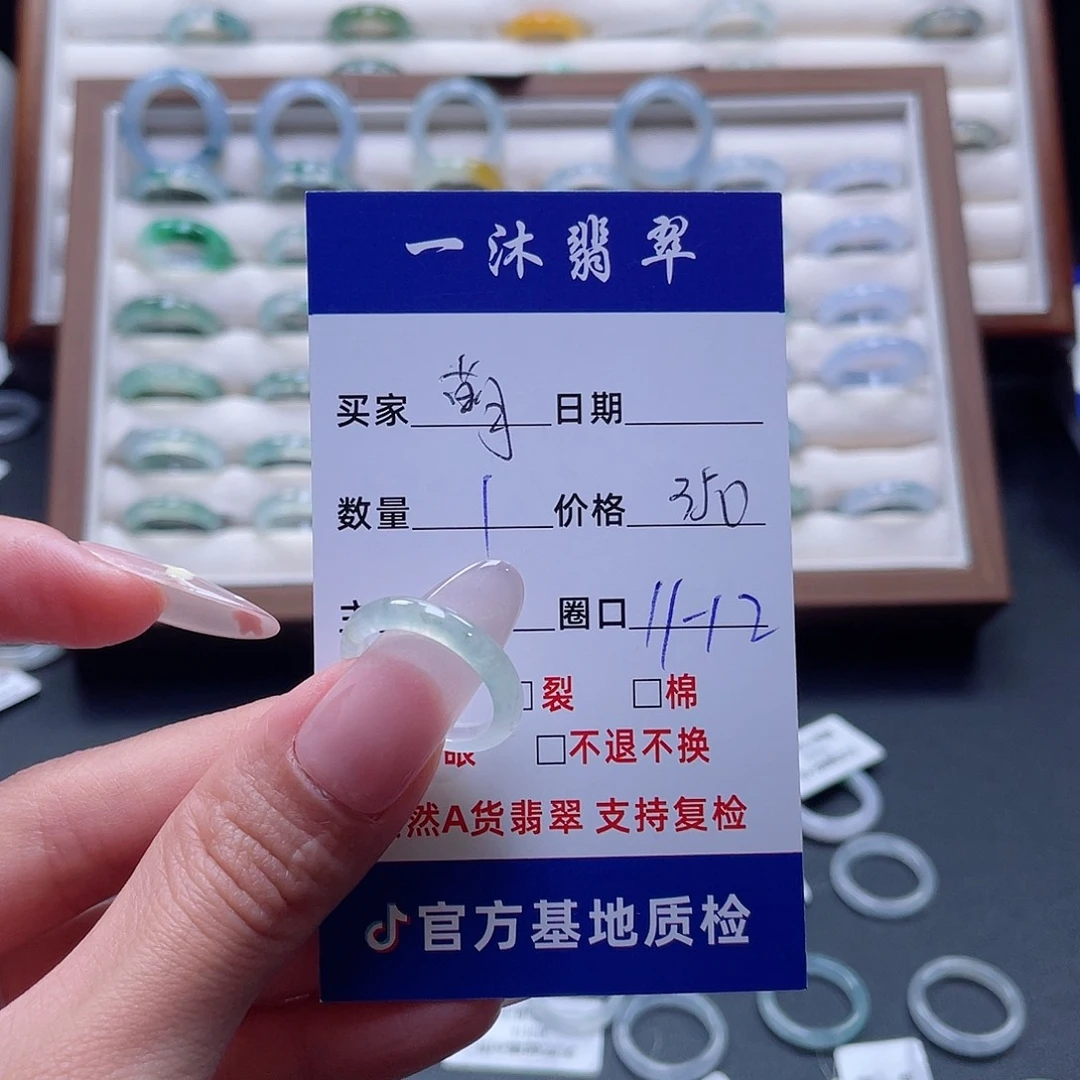 一沐翡翠
买家 日期
数量 1 价格 350
圈口 11-12
裂 □棉
眼 □不退不换
然A货翡翠 支持复检
官方基地质检